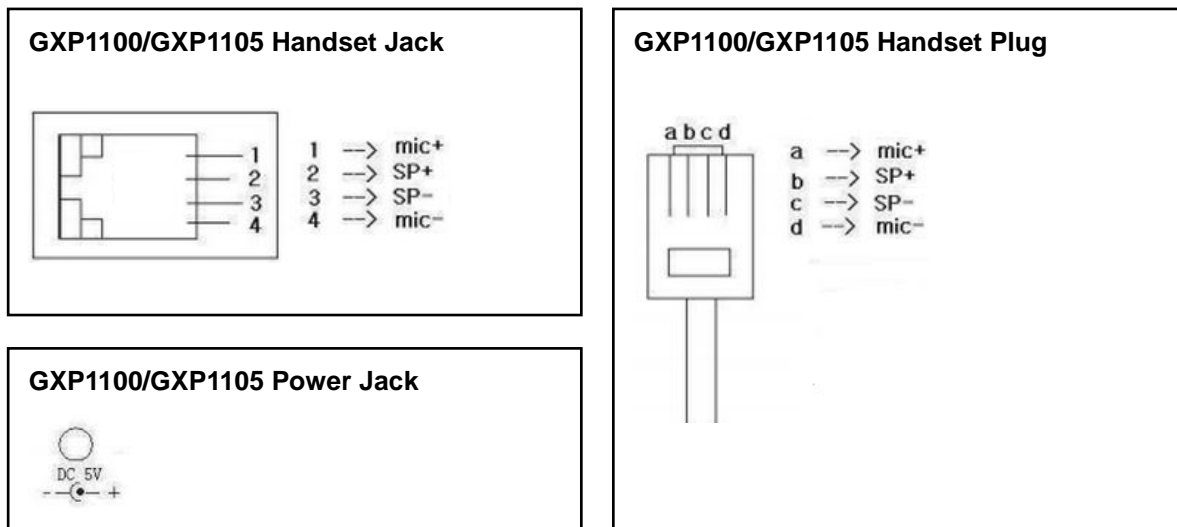 GXP1100/GXP1105 Handset Jack
1
2
3
4
1 --> mic+
2 --> SP+
3 --> SP-
4 --> mic-
GXP1100/GXP1105 Power Jack
DC 5V
- +
GXP1100/GXP1105 Handset Plug
a b c d
a --> mic+
b --> SP+
c --> SP-
d --> mic-